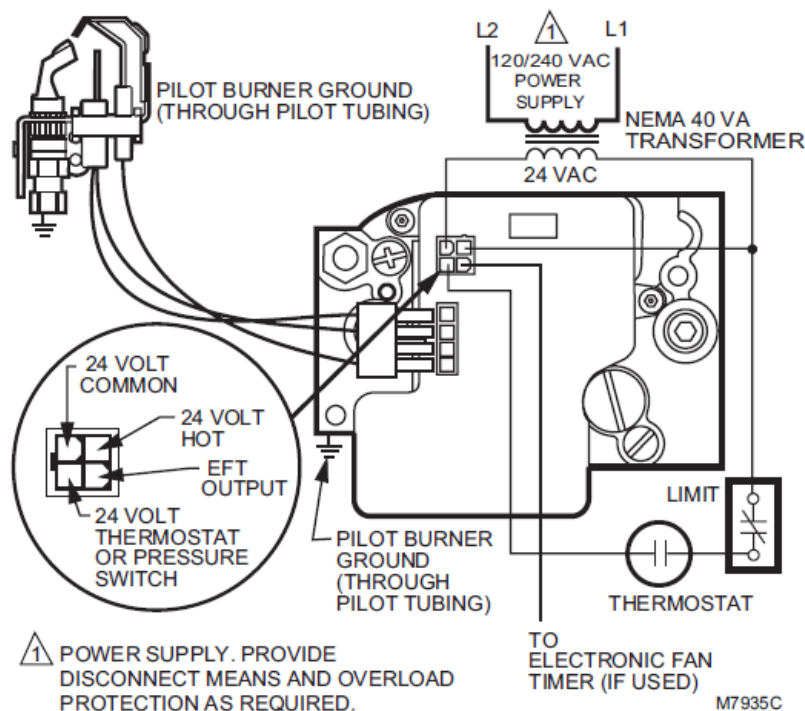 PILOT BURNER GROUND
(THROUGH PILOT TUBING)
L2
1
L1
120/240 VAC
POWER
SUPPLY
NEMA 40 VA
TRANSFORMER
24 VAC
24 VOLT
COMMON
24 VOLT
HOT
EFT
OUTPUT
24 VOLT
THERMOSTAT
OR PRESSURE
SWITCH
PILOT BURNER
GROUND
(THROUGH
PILOT TUBING)
LIMIT
THERMOSTAT
TO
ELECTRONIC FAN
TIMER (IF USED)
1 POWER SUPPLY. PROVIDE
DISCONNECT MEANS AND OVERLOAD
PROTECTION AS REQUIRED.
M7935C